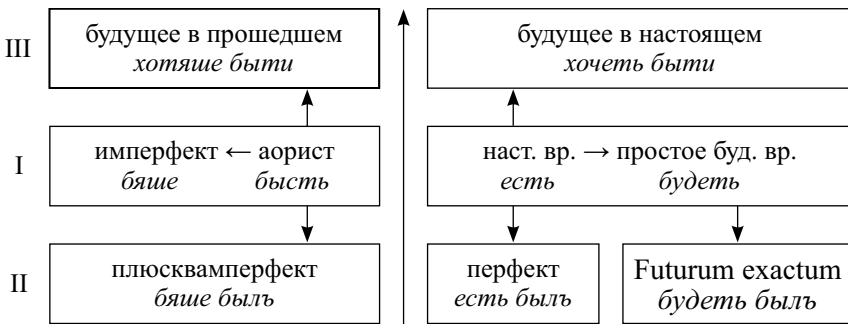 III
будущее в прошедшем
хотяше быти
будущее в настоящем
хочеть быти
I
имперфект ← аорист
бяше бысть
наст. вр. → простое буд. вр.
есть будеть
II
плюсквамперфект
бяше былъ
перфект
есть былъ
Futurum exactum
будеть былъ